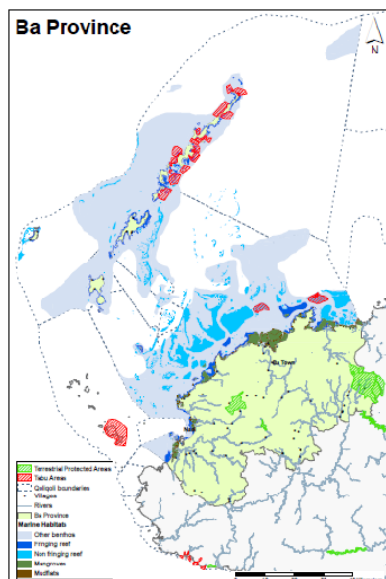 Ba Province
N
Ba Town
Terrestrial Protected Areas
Tabu Areas
Qoliqoli boundaries
Villages
Rivers
Ba Province
Marine Habitats
Other benthos
Fringing reef
Non fringing reef
Mangroves
Mudflats